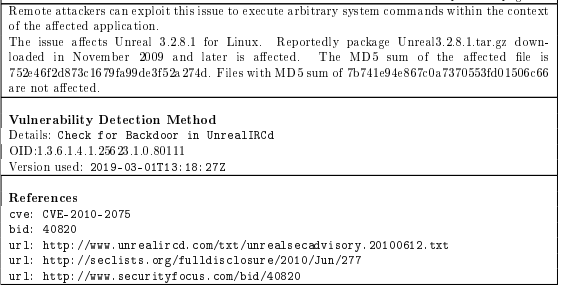 Remote attackers can exploit this issue to execute arbitrary system commands within the context
of the affected application.
The issue affects Unreal 3.2.8.1 for Linux. Reportedly package Unreal3.2.8.1.tar.gz down-
loaded in November 2009 and later is affected. The MD5 sum of the affected file is
752e46f2d873c1679fa99de3f52a274d. Files with MD5 sum of 7b741e94e867c0a7370553fd01506c66
are not affected.
Vulnerability Detection Method
Details: Check for Backdoor in UnrealIRCd
OID:1.3.6.1.4.1.25623.1.0.80111
Version used: 2019-03-01T13:18:27Z
References
cve: CVE-2010-2075
bid: 40820
url: http://www.unrealircd.com/txt/unrealsecadvisory.20100612.txt
url: http://seclists.org/fulldisclosure/2010/Jun/277
url: http://www.securityfocus.com/bid/40820